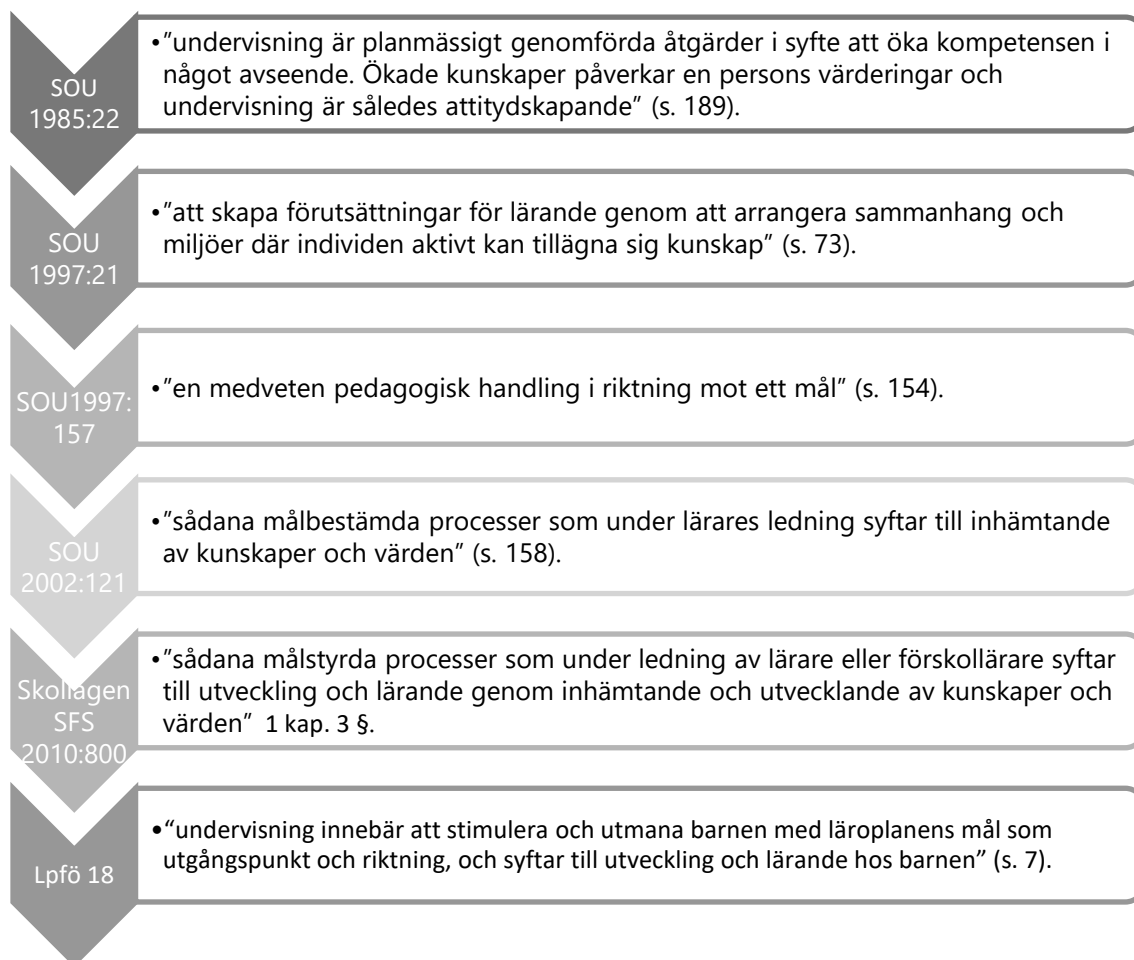 SOU
1985:22
•"undervisning är planmässigt genomförda åtgärder i syfte att öka kompetensen i
något avseende. Ökade kunskaper påverkar en persons värderingar och
undervisning är således attitydskapande" (s. 189).
SOU
1997:21
•"att skapa förutsättningar för lärande genom att arrangera sammanhang och
miljöer där individen aktivt kan tillägna sig kunskap" (s. 73).
SOU1997:
157
•"en medveten pedagogisk handling i riktning mot ett mål" (s. 154).
SOU
2002:121
•"sådana målbestämda processer som under lärares ledning syftar till inhämtande
av kunskaper och värden" (s. 158).
Skollagen
SFS
2010:800
•"sådana målstyrda processer som under ledning av lärare eller förskollärare syftar
till utveckling och lärande genom inhämtande och utvecklande av kunskaper och
värden" 1 kap. 3 §.
Lpfö 18
•“undervisning innebär att stimulera och utmana barnen med läroplanens mål som
utgångspunkt och riktning, och syftar till utveckling och lärande hos barnen” (s. 7).